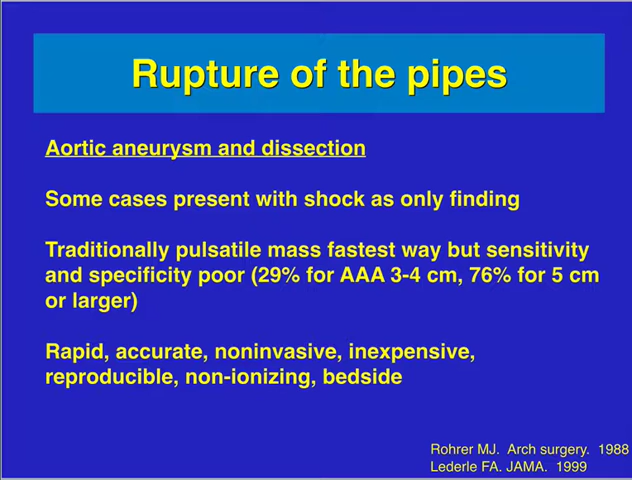 Rupture of the pipes
Aortic aneurysm and dissection
Some cases present with shock as only finding
Traditionally pulsatile mass fastest way but sensitivity
and specificity poor (29% for AAA 3-4 cm, 76% for 5 cm
or larger)
Rapid, accurate, noninvasive, inexpensive,
reproducible, non-ionizing, bedside
Rohrer MJ. Arch surgery. 1988
Lederle FA. JAMA. 1999